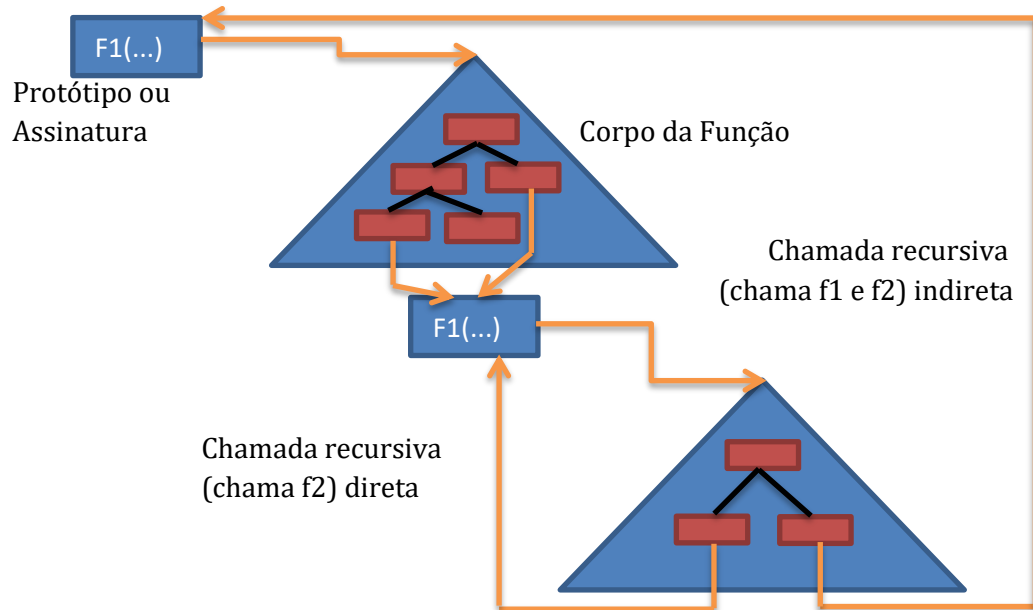 F1(...)
Protótipo ou
Assinatura
Corpo da Função
Chamada recursiva
(chama f1 e f2) indireta
F1(...)
Chamada recursiva
(chama f2) direta